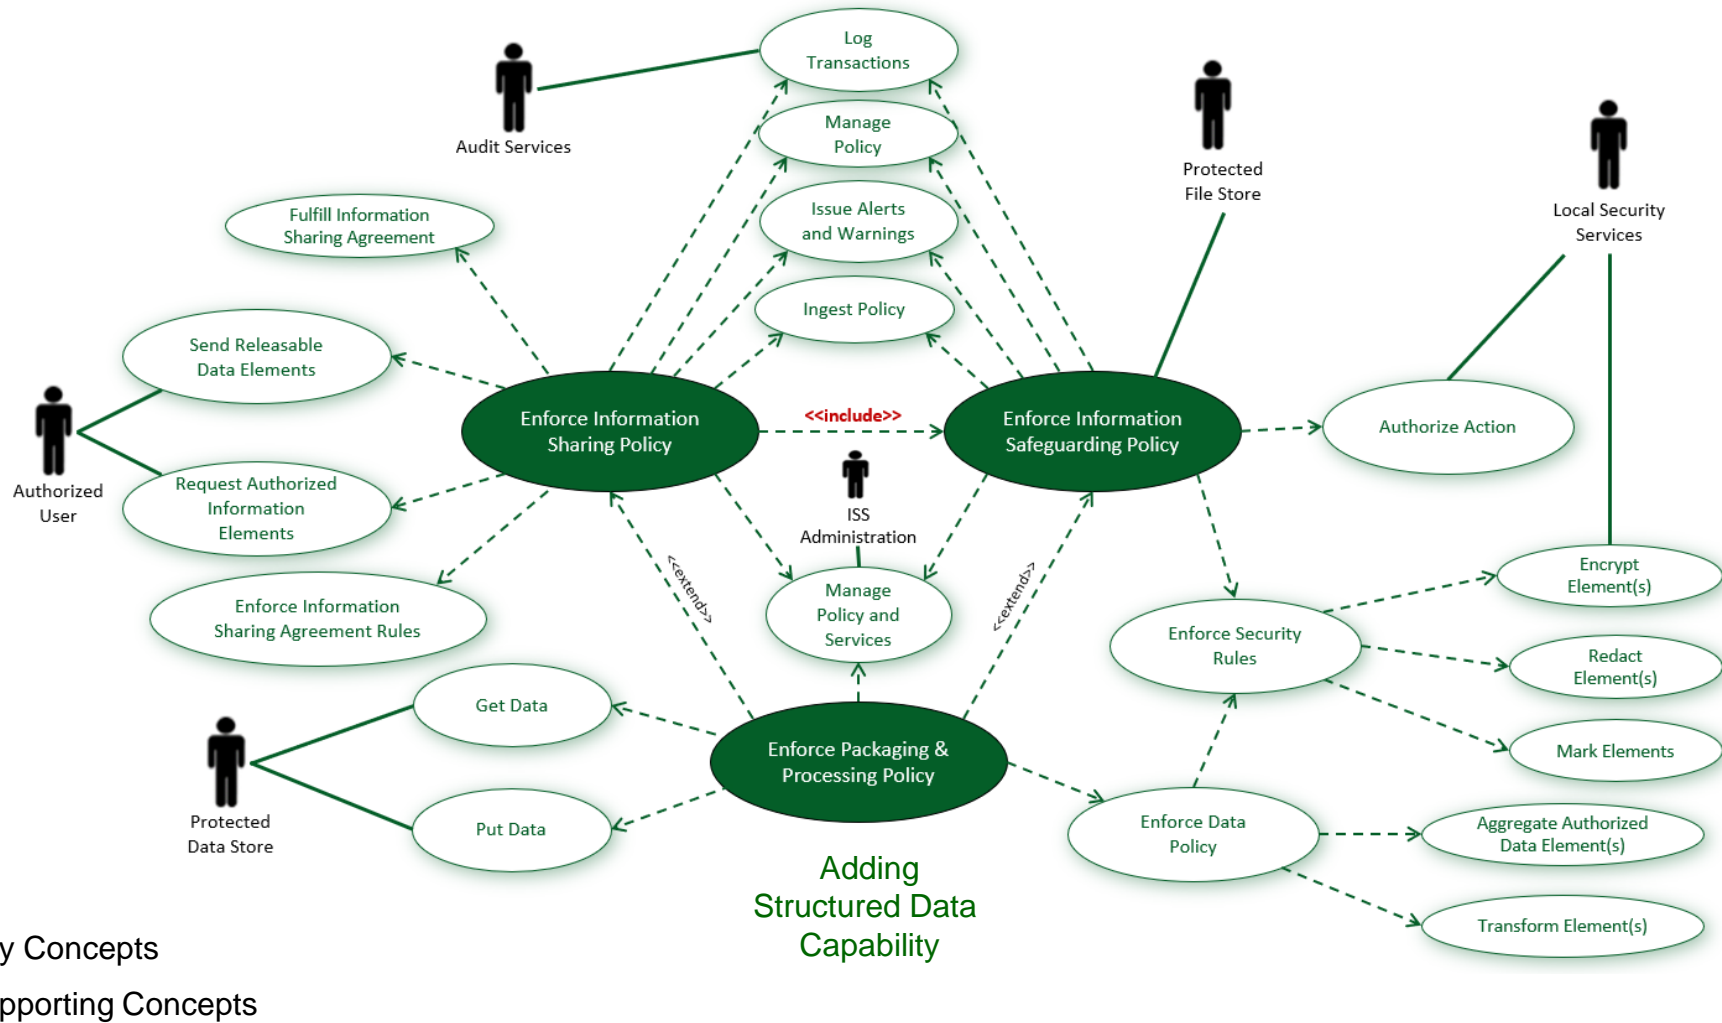 Log
Transactions
Audit Services
Manage
Policy
Protected
File Store
Issue Alerts
and Warnings
Local Security
Services
Fulfill Information
Sharing Agreement
Ingest Policy
Send Releasable
Data Elements
Enforce Information
Sharing Policy
<<include>>
Enforce Information
Safeguarding Policy
Authorize Action
Authorized
User
Request Authorized
Information
Elements
ISS
Administration
<<extend>>
<<extend>>
Encrypt
Element(s)
Enforce Information
Sharing Agreement Rules
Manage
Policy and
Services
Enforce Security
Rules
Redact
Element(s)
Get Data
Enforce Packaging &
Processing Policy
Mark Elements
Protected
Data Store
Put Data
Enforce Data
Policy
Aggregate Authorized
Data Element(s)
Adding
Structured Data
Capability
Transform Element(s)
y Concepts
pporting Concepts